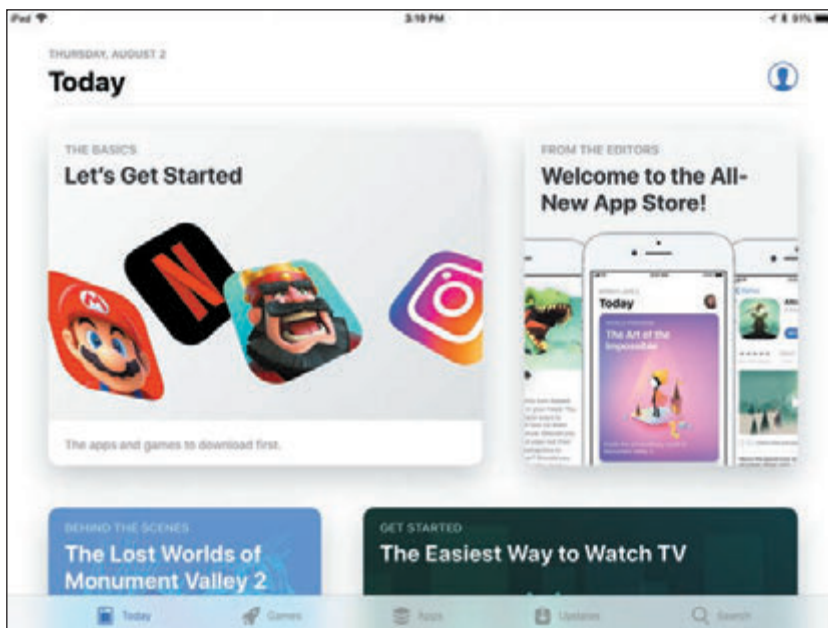 iPad
3:19 PM
91%
THURSDAY, AUGUST 2
Today
THE BASICS
Let's Get Started
The apps and games to download first.
FROM THE EDITORS
Welcome to the All-
New App Store!
Today
The Art of the
Impossible
BEHIND THE SCENES
The Lost Worlds of
Monument Valley 2
GET STARTED
The Easiest Way to Watch TV
Today
Games
Apps
Updates
Search